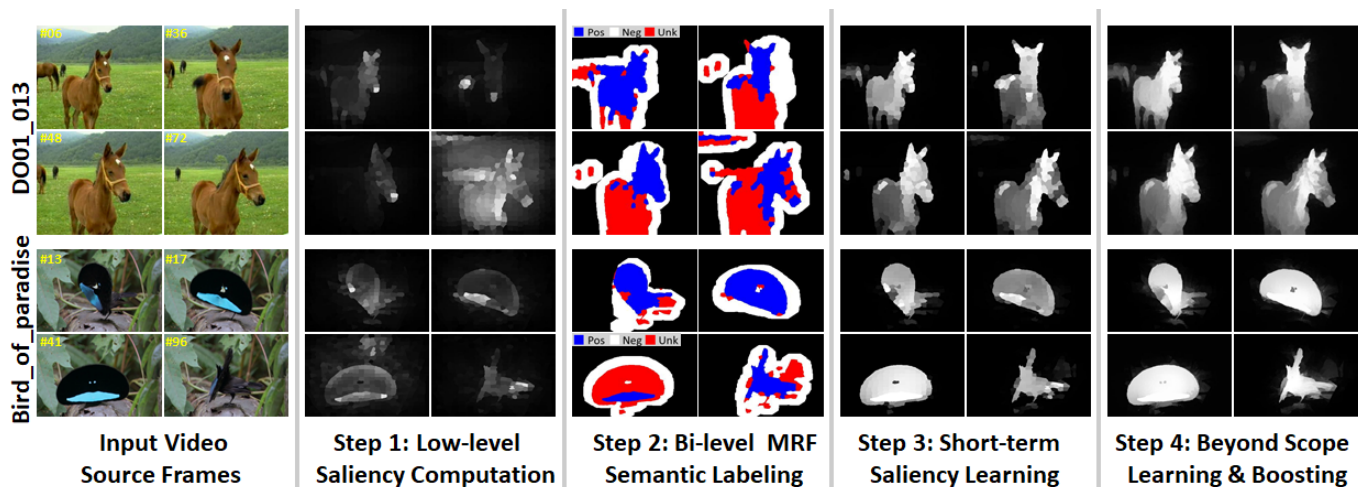 #06
#36
Pos Neg Unk
DO01_013
#48
#72
Bird_of_paradise
#13
#17
#41
#96
Pos Neg Unk
Input Video
Source Frames
Step 1: Low-level
Saliency Computation
Step 2: Bi-level MRF
Semantic Labeling
Step 3: Short-term
Saliency Learning
Step 4: Beyond Scope
Learning & Boosting